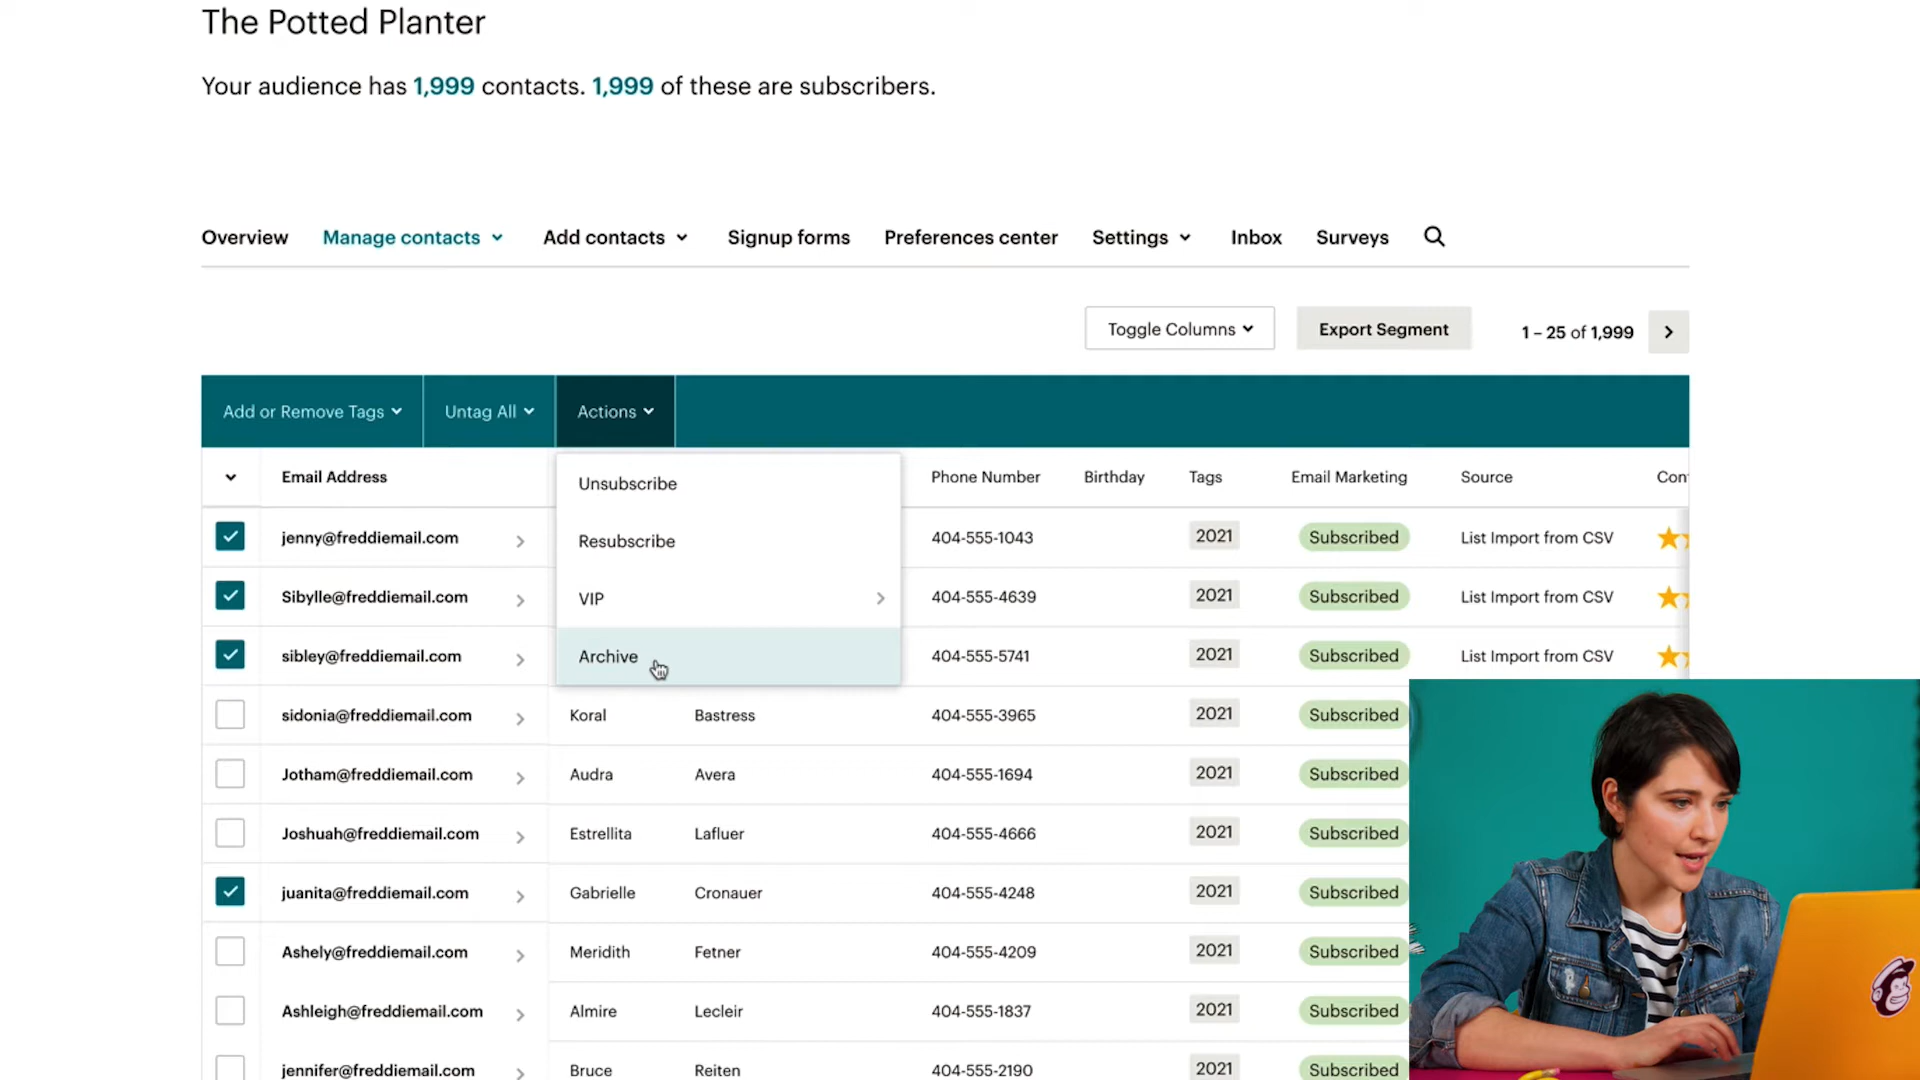 The Potted Planter
Your audience has 1,999 contacts. 1,999 of these are subscribers.
Overview Manage contacts Add contacts Signup forms Preferences center Settings Inbox Surveys
Toggle Columns Export Segment 1 – 25 of 1,999
Add or Remove Tags Untag All Actions
Email Address Phone Number Birthday Tags Email Marketing Source Con
Unsubscribe
jenny@freddiemail.com 404-555-1043 2021 Subscribed List Import from CSV
Resubscribe
Sibylle@freddiemail.com VIP 404-555-4639 2021 Subscribed List Import from CSV
sibley@freddiemail.com Archive 404-555-5741 2021 Subscribed List Import from CSV
sidonia@freddiemail.com Koral Bastress 404-555-3965 2021 Subscribed
Jotham@freddiemail.com Audra Avera 404-555-1694 2021 Subscribed
Joshuah@freddiemail.com Estrellita Lafluer 404-555-4666 2021 Subscribed
juanita@freddiemail.com Gabrielle Cronauer 404-555-4248 2021 Subscribed
Ashely@freddiemail.com Meridith Fetner 404-555-4209 2021 Subscribed
Ashleigh@freddiemail.com Almire Lecleir 404-555-1837 2021 Subscribed
jennifer@freddiemail.com Bruce Reiten 404-555-2190 2021 Subscribed